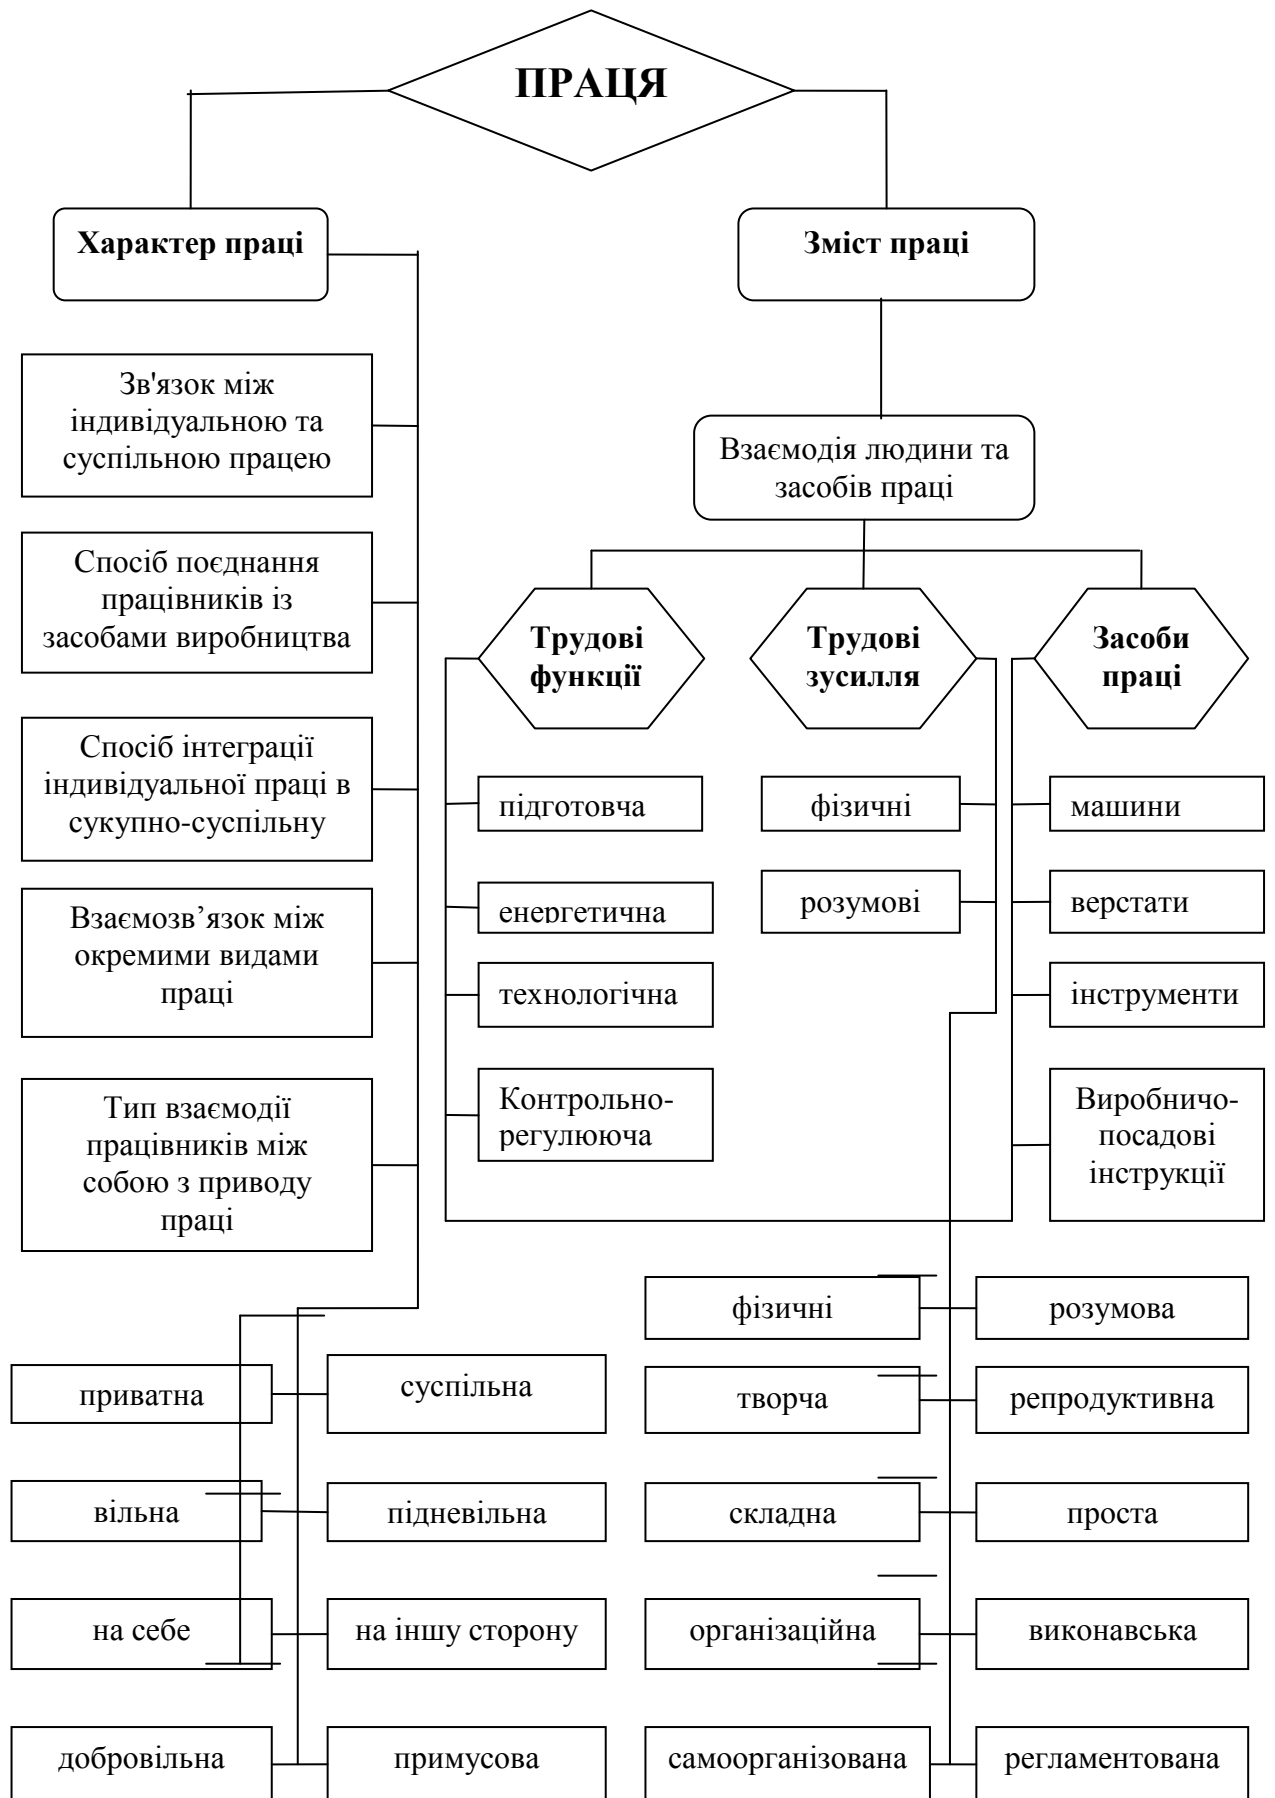 ПРАЦЯ
Характер праці
Зміст праці
Зв'язок між
індивідуальною та
суспільною працею
Спосіб поєднання
працівників із
засобами виробництва
Спосіб інтеграції
індивідуальної праці в
сукупно-суспільну
Взаємозв’язок між
окремими видами
праці
Тип взаємодії
працівників між
собою з приводу
праці
Взаємодія людини та
засобів праці
Трудові
функції
Трудові
зусилля
Засоби
праці
підготовча
енергетична
технологічна
Контрольно-
регулююча
фізичні
розумові
машини
верстати
інструменти
Виробничо-
посадові
інструкції
приватна
суспільна
вільна
підневільна
на себе
на іншу сторону
добровільна
примусова
фізичні
розумова
творча
репродуктивна
складна
проста
організаційна
виконавська
самоорганізована
регламентована